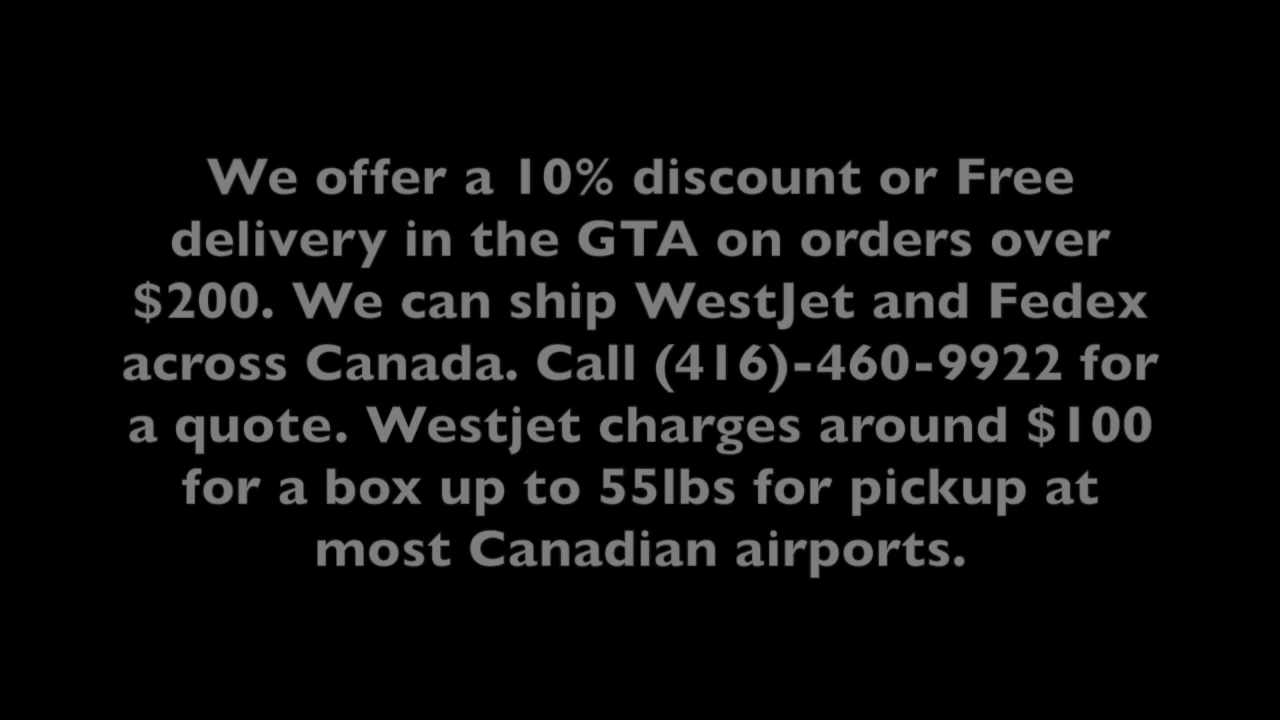 We offer a 10% discount or Free
delivery in the GTA on orders over
$200. We can ship WestJet and Fedex
across Canada. Call (416)-460-9922 for
a quote. Westjet charges around $100
for a box up to 55lbs for pickup at
most Canadian airports.